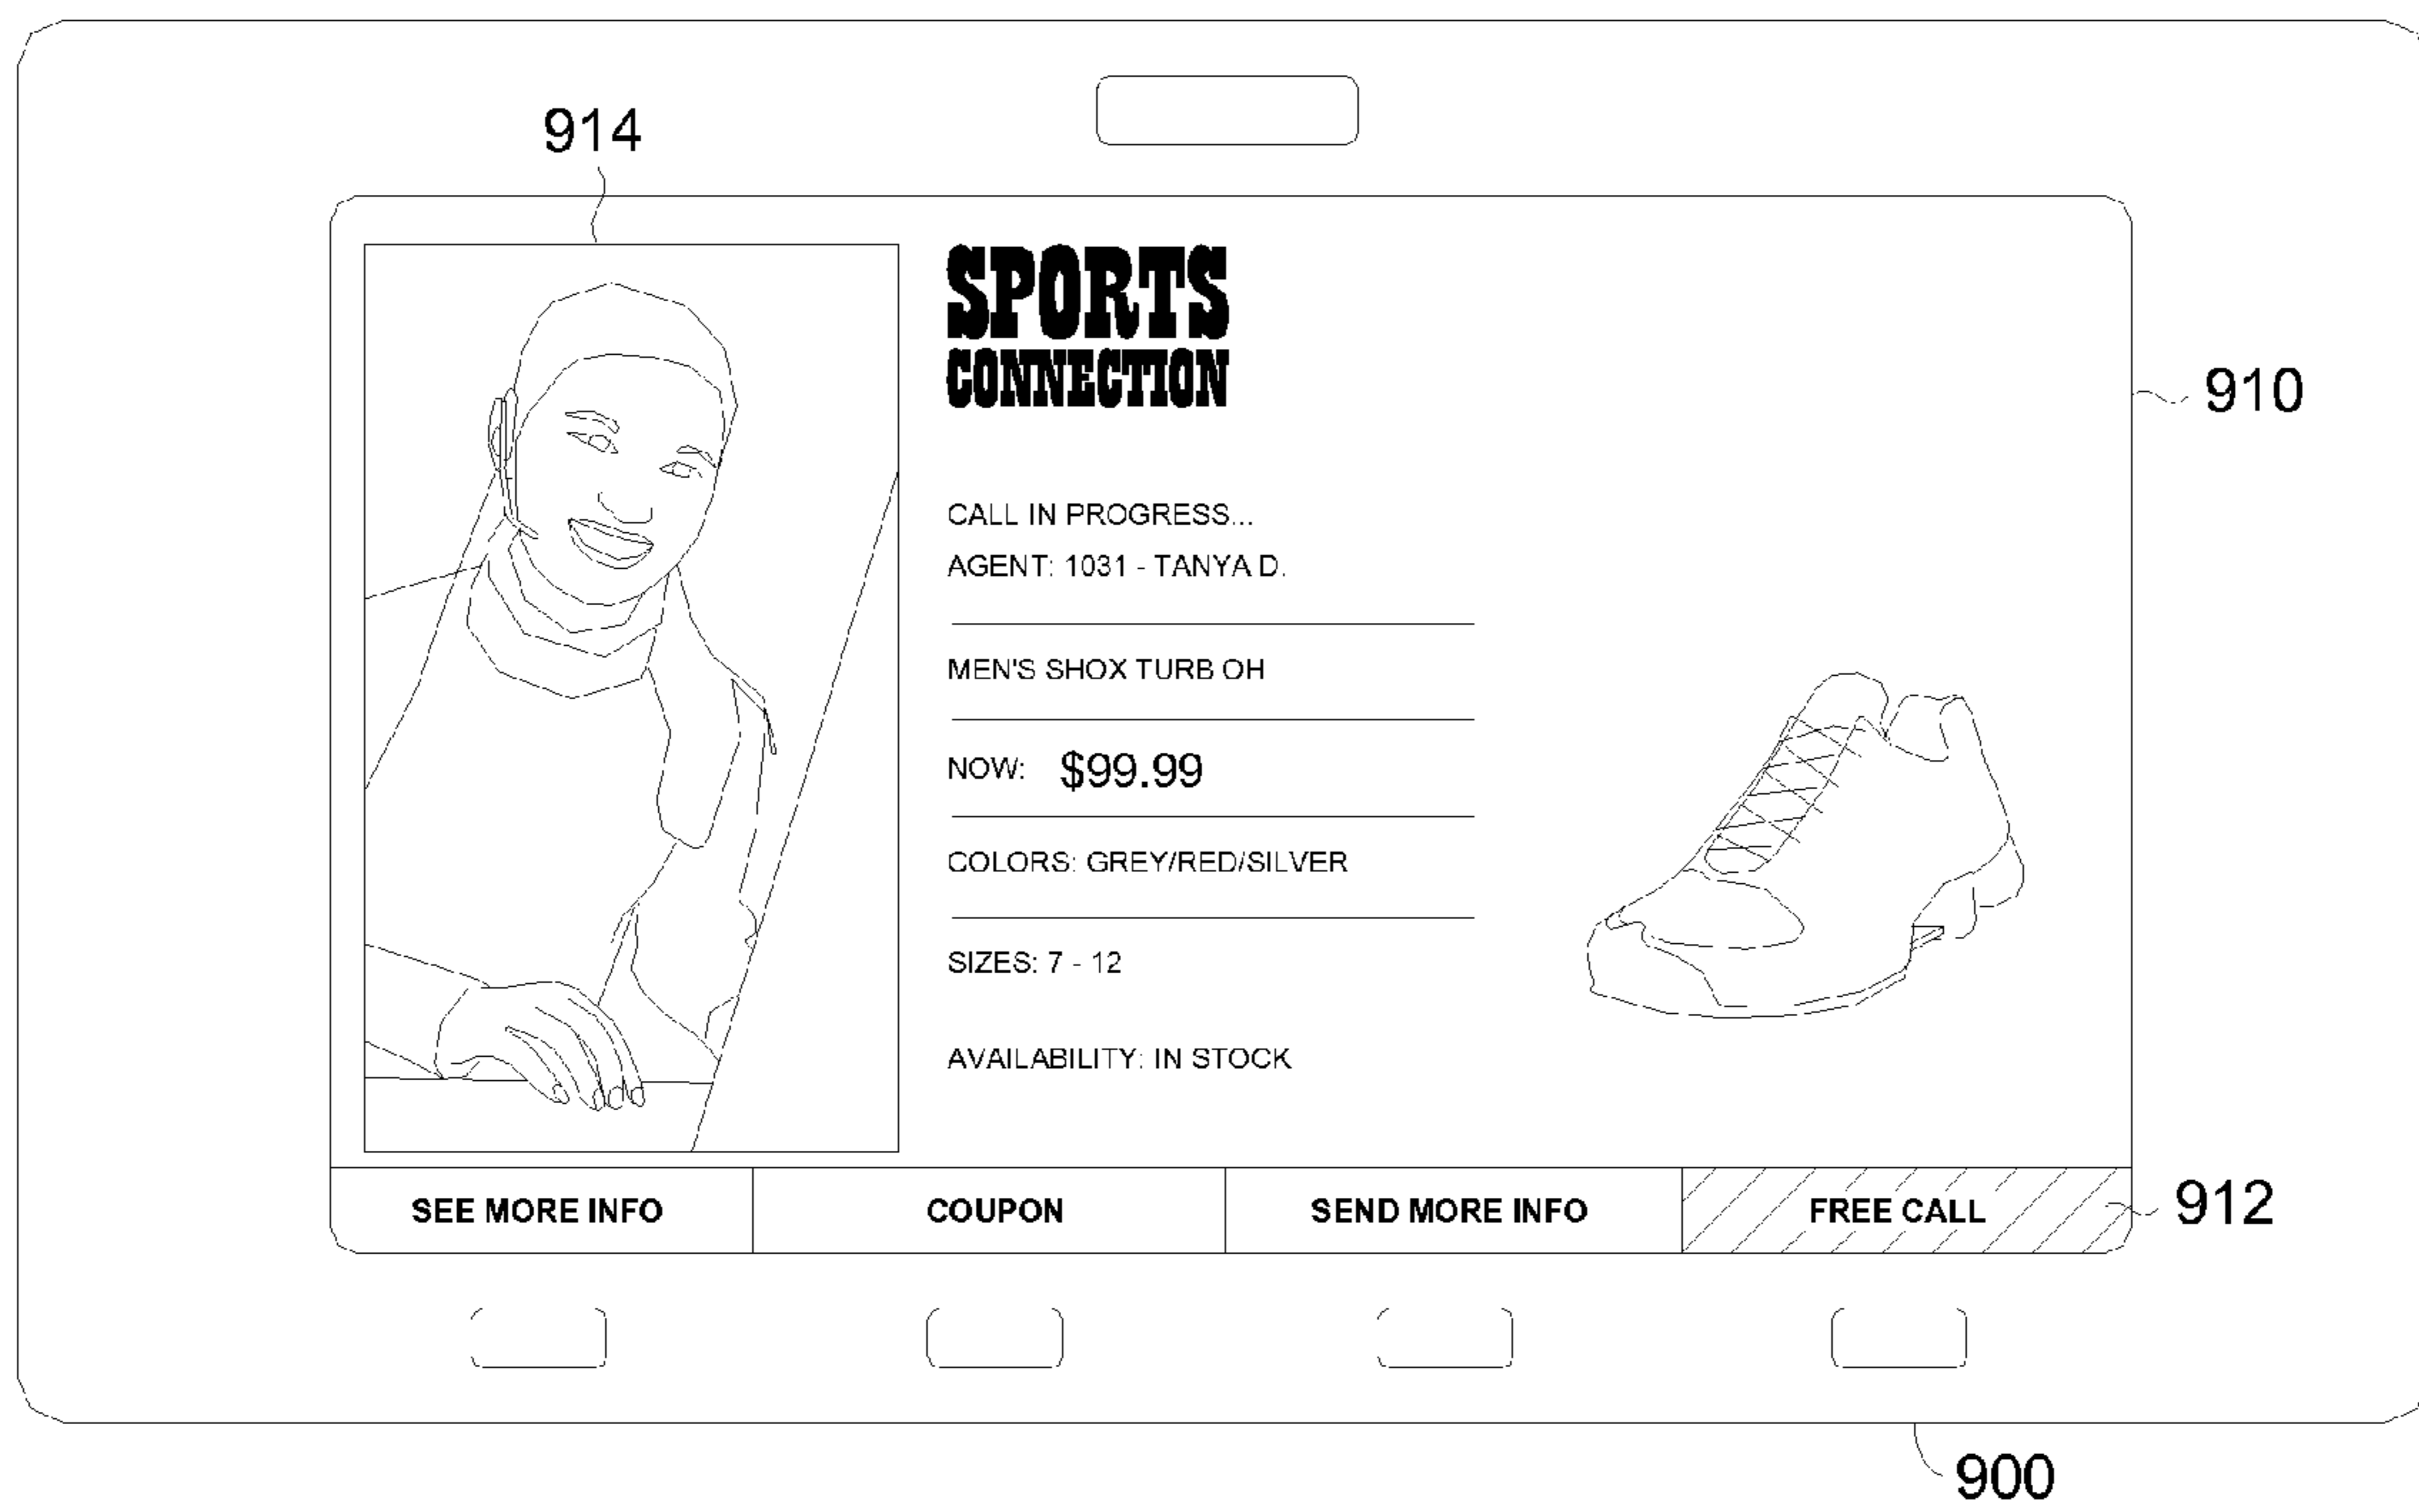 914
SPORTS
CONNECTION
910
CALL IN PROGRESS...
AGENT: 1031 - TANYA D.
MEN'S SHOX TURB OH
NOW: $99.99
COLORS: GREY/RED/SILVER
SIZES: 7 - 12
AVAILABILITY: IN STOCK
SEE MORE INFO
COUPON
SEND MORE INFO
FREE CALL
912
900